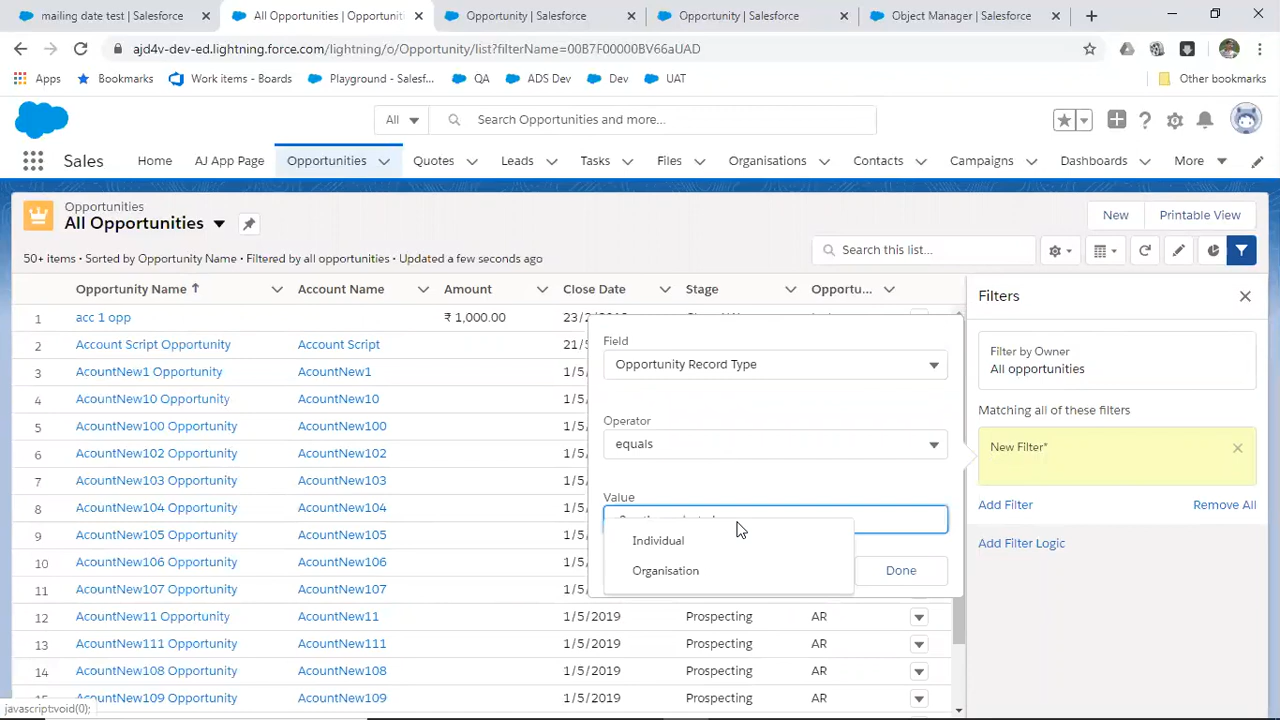 mailing date test | Salesforce
All Opportunities | Opportuniti
Opportunity | Salesforce
Opportunity | Salesforce
Object Manager | Salesforce
ajd4v-dev-ed.lightning.force.com/lightning/o/Opportunity/list?filterName=00B7F00000BV66aUAD
Apps
Bookmarks
Work items - Boards
Playground - Salesf...
QA
ADS Dev
Dev
UAT
Other bookmarks
All
Search Opportunities and more...
Sales
Home
AJ App Page
Opportunities
Quotes
Leads
Tasks
Files
Organisations
Contacts
Campaigns
Dashboards
More
Opportunities
All Opportunities
New
Printable View
50+ items • Sorted by Opportunity Name • Filtered by all opportunities • Updated a few seconds ago
Search this list...
Opportunity Name
Account Name
Amount
Close Date
Stage
Opportu...
1 acc 1 opp ₹ 1,000.00
2 Account Script Opportunity Account Script 21/5/
3 AcountNew1 Opportunity AcountNew1 1/5/
4 AcountNew10 Opportunity AcountNew10 1/5/
5 AcountNew100 Opportunity AcountNew100 1/5/
6 AcountNew102 Opportunity AcountNew102 1/5/
7 AcountNew103 Opportunity AcountNew103 1/5/
8 AcountNew104 Opportunity AcountNew104 1/5/
9 AcountNew105 Opportunity AcountNew105 1/5/
10 AcountNew106 Opportunity AcountNew106 1/5/
11 AcountNew107 Opportunity AcountNew107 1/5/
12 AcountNew11 Opportunity AcountNew11 1/5/2019 Prospecting AR
13 AcountNew111 Opportunity AcountNew111 1/5/2019 Prospecting AR
14 AcountNew108 Opportunity AcountNew108 1/5/2019 Prospecting AR
AcountNew109 Opportunity AcountNew109 1/5/2019 Prospecting AR
Field
Opportunity Record Type
Operator
equals
Value
Individual
Organisation
Done
Filters
Filter by Owner
All opportunities
Matching all of these filters
New Filter*
Add Filter
Remove All
Add Filter Logic
javascript:void(0);